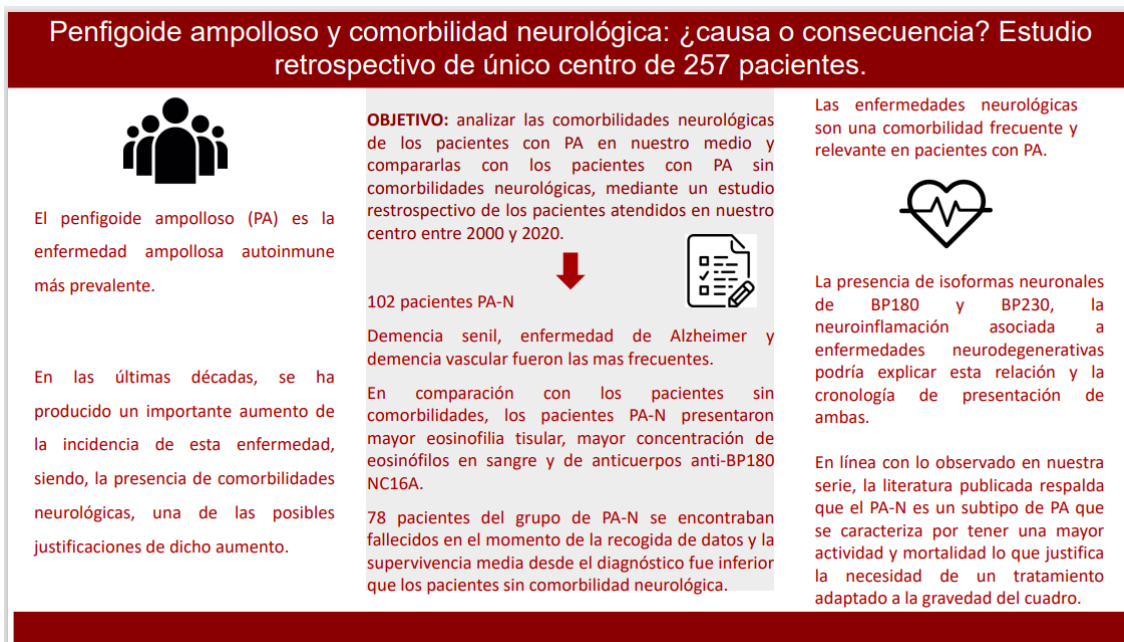 Penfigoide ampolloso y comorbilidad neurológica: ¿causa o consecuencia? Estudio
retrospectivo de único centro de 257 pacientes.
El penfigoide ampolloso (PA) es la
enfermedad ampollosa autoinmune
más prevalente.
En las últimas décadas, se ha
producido un importante aumento de
la incidencia de esta enfermedad,
siendo, la presencia de comorbilidades
neurológicas, una de las posibles
justificaciones de dicho aumento.
OBJETIVO: analizar las comorbilidades neurológicas
de los pacientes con PA en nuestro medio y
compararlas con los pacientes con PA sin
comorbilidades neurológicas, mediante un estudio
restrospectivo de los pacientes atendidos en nuestro
centro entre 2000 y 2020.
102 pacientes PA-N
Demencia senil, enfermedad de Alzheimer y
demencia vascular fueron las mas frecuentes.
En comparación con los pacientes sin
comorbilidades, los pacientes PA-N presentaron
mayor eosinofilia tisular, mayor concentración de
eosinófilos en sangre y de anticuerpos anti-BP180
NC16A.
78 pacientes del grupo de PA-N se encontraban
fallecidos en el momento de la recogida de datos y la
supervivencia media desde el diagnóstico fue inferior
que los pacientes sin comorbilidad neurológica.
Las enfermedades neurológicas
son una comorbilidad frecuente y
relevante en pacientes con PA.
La presencia de isoformas neuronales
de BP180 y BP230, la
neuroinflamación asociada a
enfermedades neurodegenerativas
podría explicar esta relación y la
cronología de presentación de
ambas.
En línea con lo observado en nuestra
serie, la literatura publicada respalda
que el PA-N es un subtipo de PA que
se caracteriza por tener una mayor
actividad y mortalidad lo que justifica
la necesidad de un tratamiento
adaptado a la gravedad del cuadro.